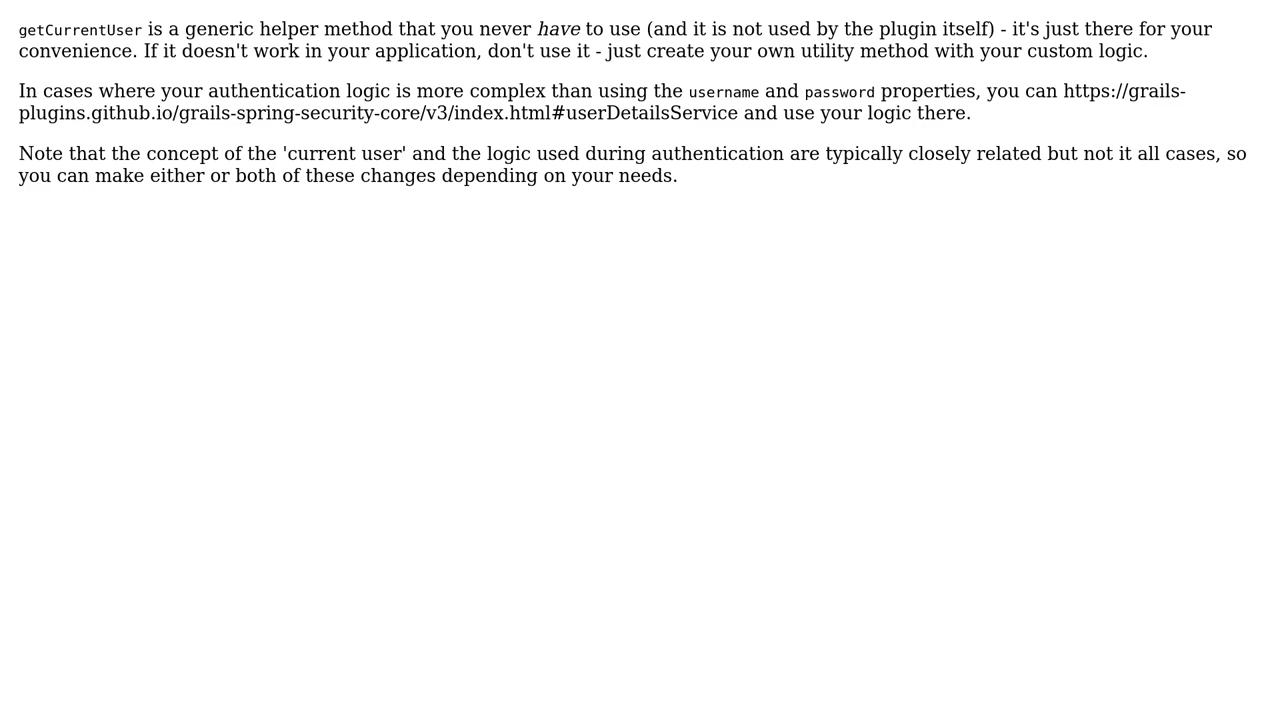 getCurrentUser is a generic helper method that you never have to use (and it is not used by the plugin itself) - it's just there for your
convenience. If it doesn't work in your application, don't use it - just create your own utility method with your custom logic.
In cases where your authentication logic is more complex than using the username and password properties, you can https://grails-
plugins.github.io/grails-spring-security-core/v3/index.html#userDetailsService and use your logic there.
Note that the concept of the 'current user' and the logic used during authentication are typically closely related but not it all cases, so
you can make either or both of these changes depending on your needs.